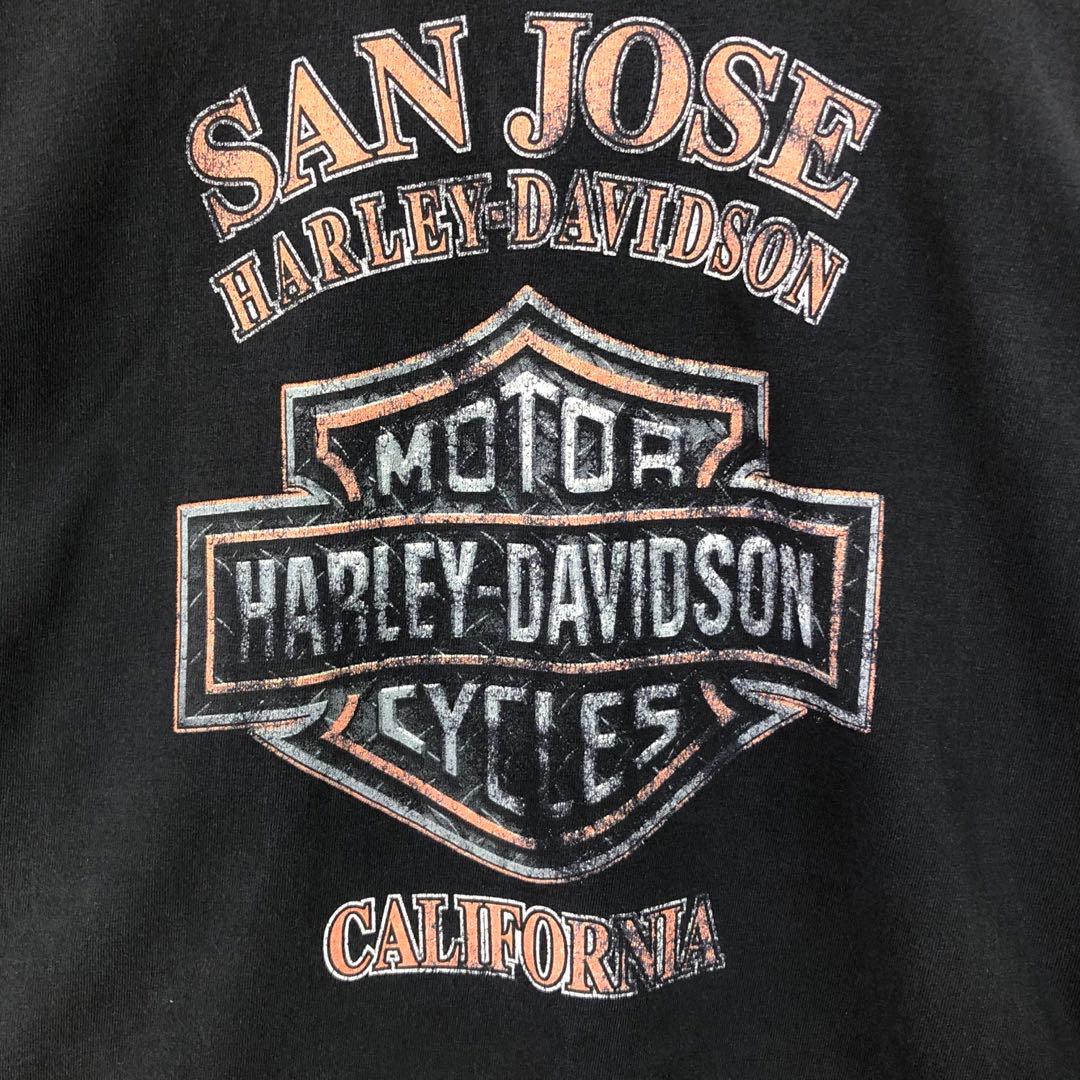 SAN JOSE
HARLEY-DAVIDSON
MOTOR
HARLEY-DAVIDSON
CYCLES
CALIFORNIA